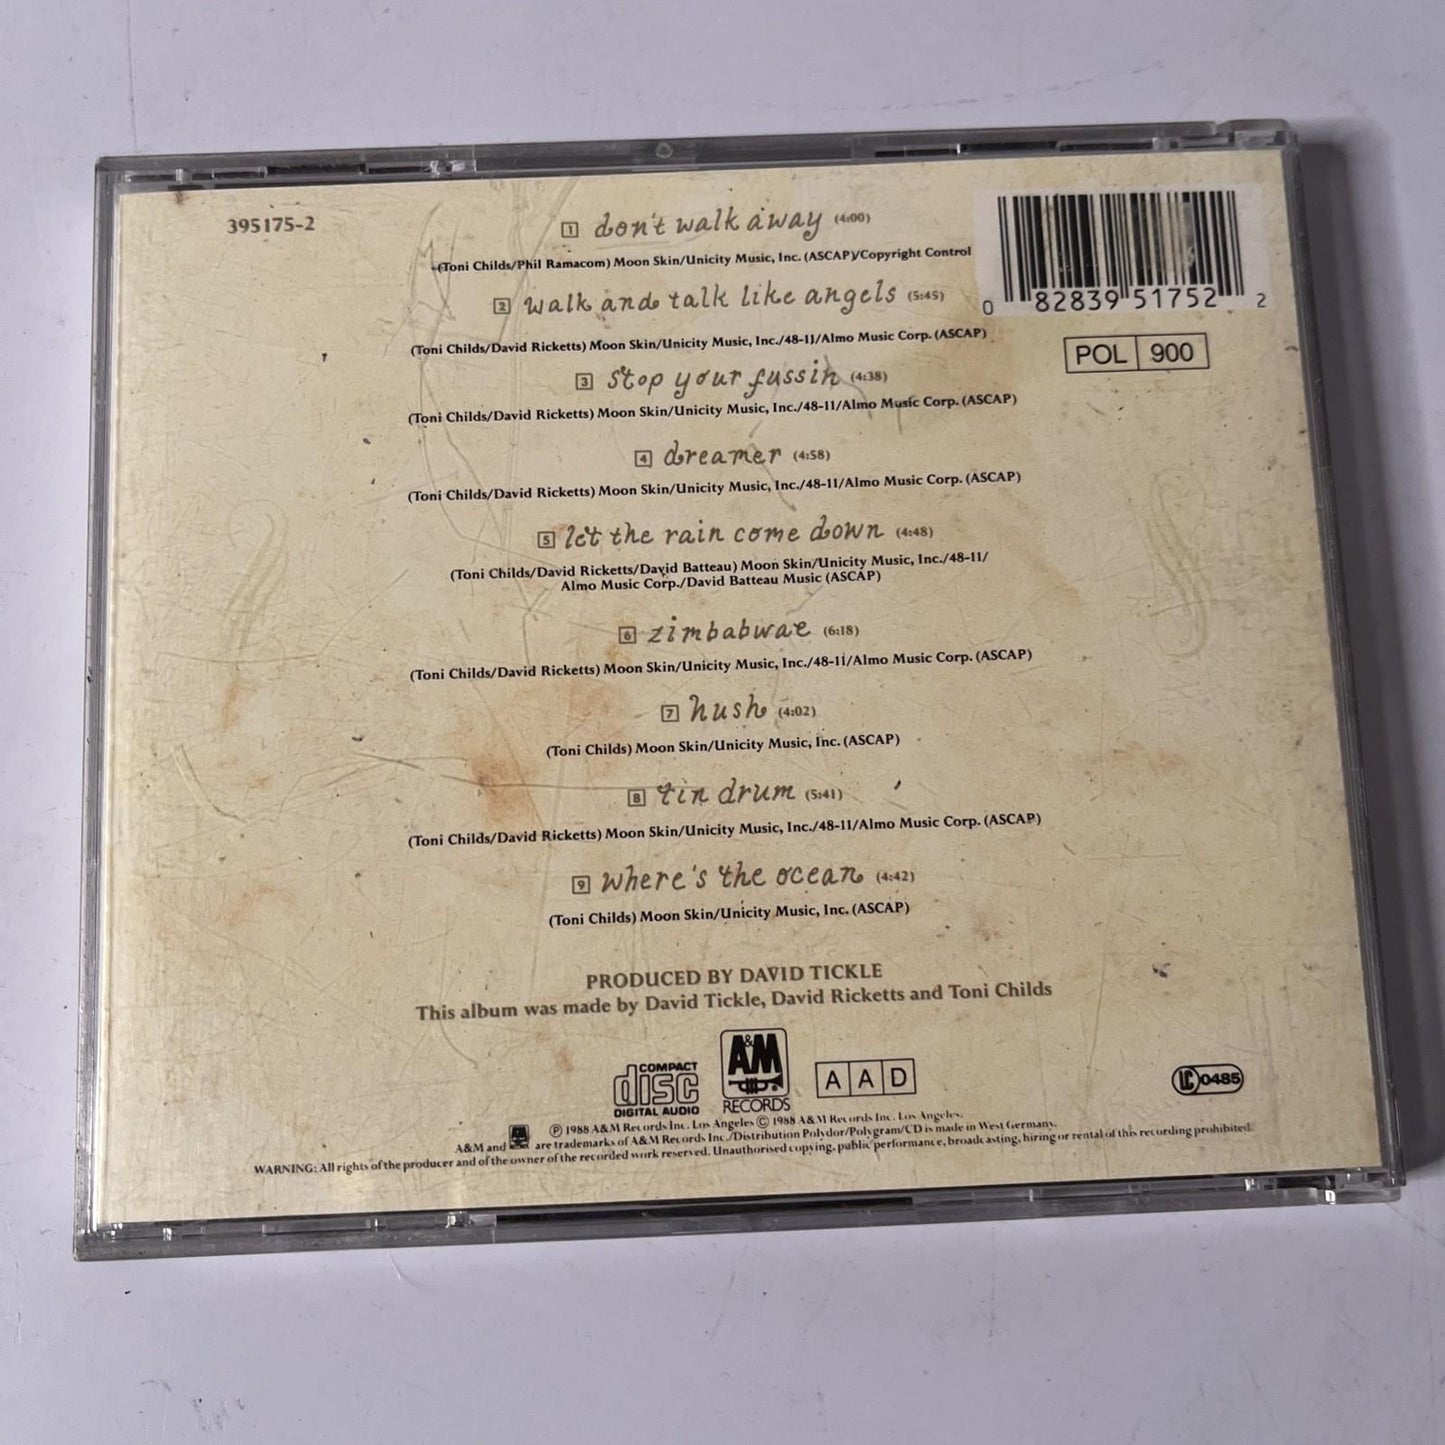 395175-2
1 don't walk away (4:00)
(Toni Childs/Phil Ramacom) Moon Skin/Unicity Music, Inc. (ASCAP)/Copyright Control
0 82839 51752 2
2 walk and talk like angels (5:45)
(Toni Childs/David Ricketts) Moon Skin/Unicity Music, Inc./48-11/Almo Music Corp. (ASCAP)
POL 900
3 stop your fussin (4:38)
(Toni Childs/David Ricketts) Moon Skin/Unicity Music, Inc./48-11/Almo Music Corp. (ASCAP)
4 dreamer (4:58)
(Toni Childs/David Ricketts) Moon Skin/Unicity Music, Inc./48-11/Almo Music Corp. (ASCAP)
5 let the rain come down (4:48)
(Toni Childs/David Ricketts/David Batteau) Moon Skin/Unicity Music, Inc./48-11/
Almo Music Corp./David Batteau Music (ASCAP)
6 zimbabwae (6:18)
(Toni Childs/David Ricketts) Moon Skin/Unicity Music, Inc./48-11/Almo Music Corp. (ASCAP)
7 hush (4:02)
(Toni Childs) Moon Skin/Unicity Music, Inc. (ASCAP)
8 tin drum (5:41)
(Toni Childs/David Ricketts) Moon Skin/Unicity Music, Inc./48-11/Almo Music Corp. (ASCAP)
9 where's the ocean (4:42)
(Toni Childs) Moon Skin/Unicity Music, Inc. (ASCAP)
PRODUCED BY DAVID TICKLE
This album was made by David Tickle, David Ricketts and Toni Childs
COMPACT
disc
DIGITAL AUDIO
A&M
RECORDS
A A D
LC 0485
℗ 1988 A&M Records Inc. Los Angeles © 1988 A&M Records Inc. Los Angeles.
A&M and are trademarks of A&M Records Inc./Distribution Polydor/Polygram/CD is made in West Germany.
WARNING: All rights of the producer and of the owner of the recorded work reserved. Unauthorised copying, public performance, broadcasting, hiring or rental of this recording prohibited.